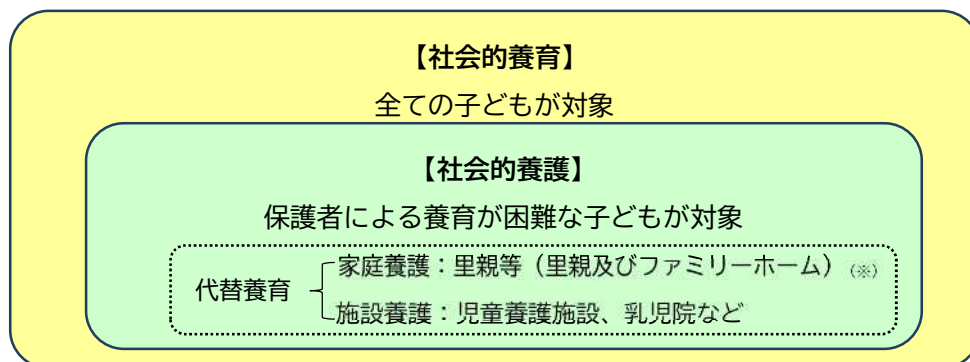 【社会的養育】
全ての子どもが対象
【社会的養護】
保護者による養育が困難な子どもが対象
代替養育
家庭養護：里親等（里親及びファミリーホーム）（※）
施設養護：児童養護施設、乳児院など